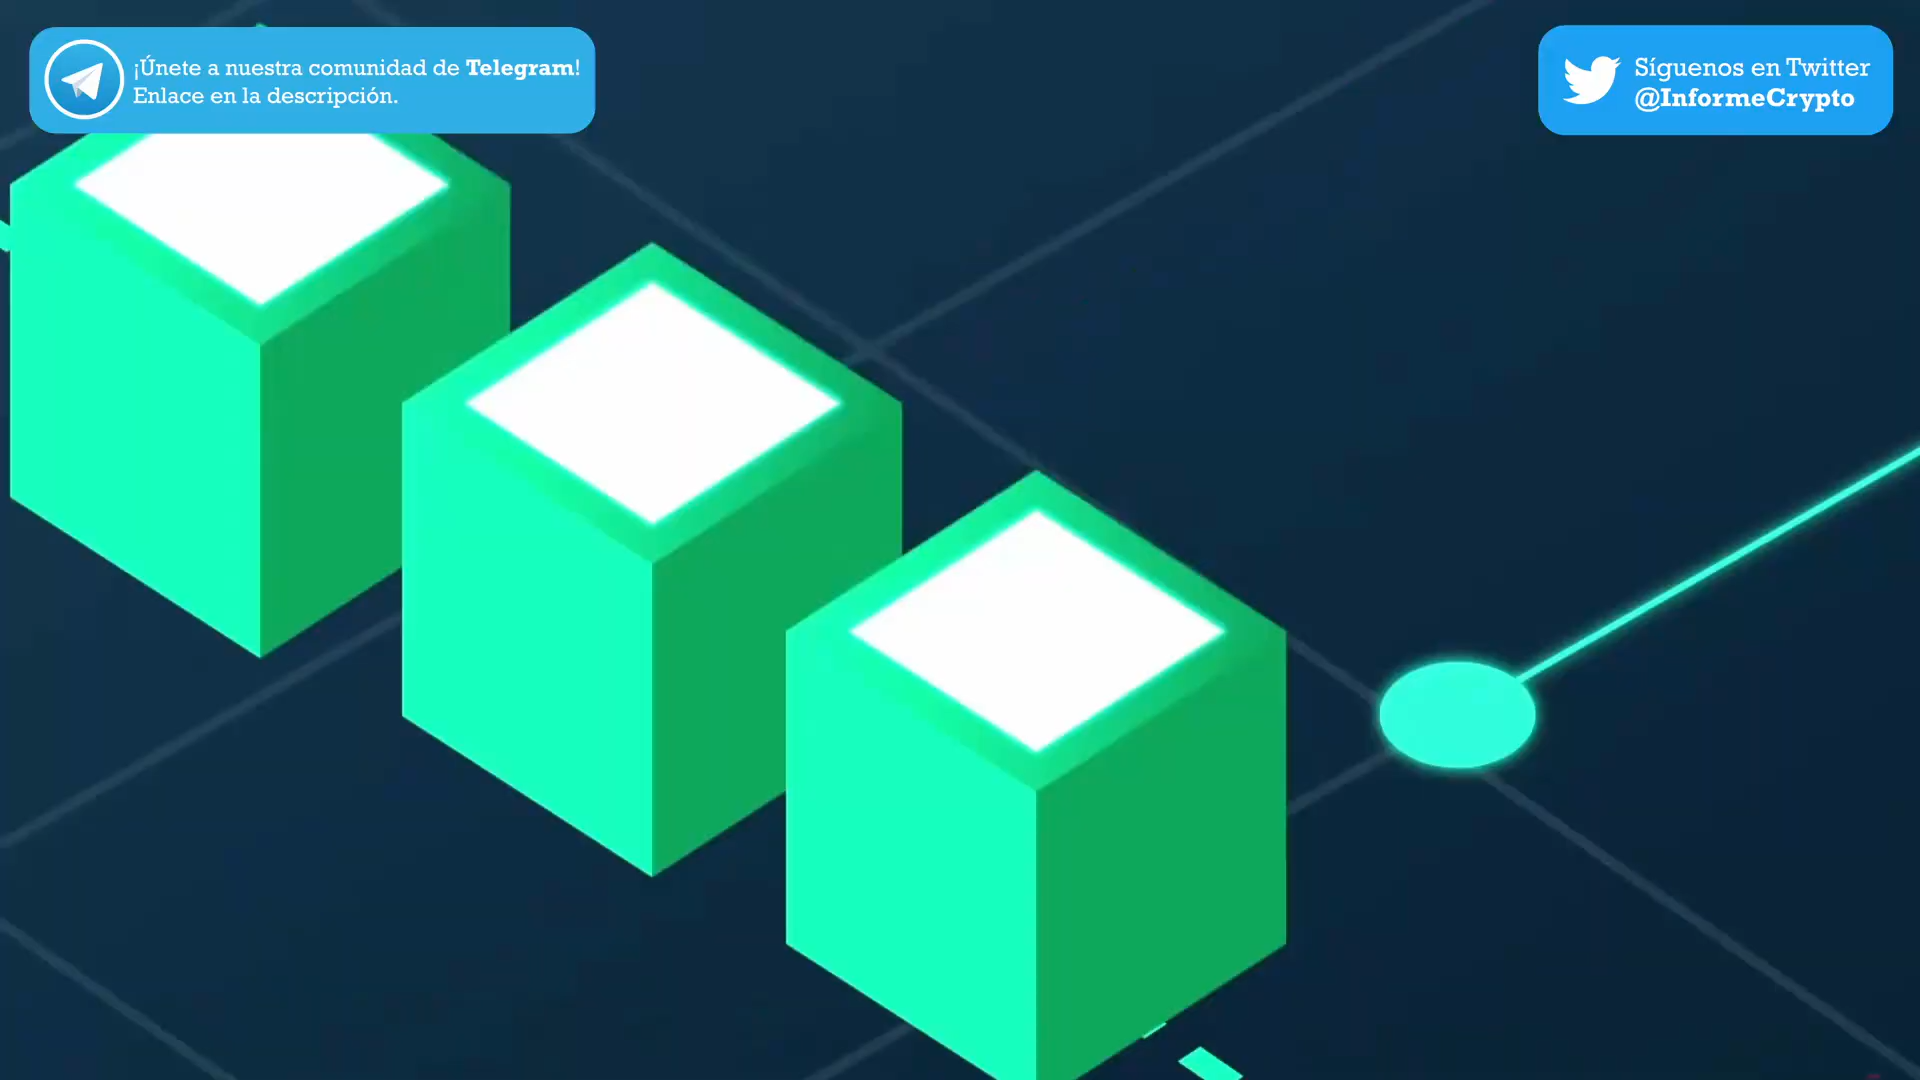 ¡Únete a nuestra comunidad de Telegram!
Enlace en la descripción.
Síguenos en Twitter
@InformeCrypto